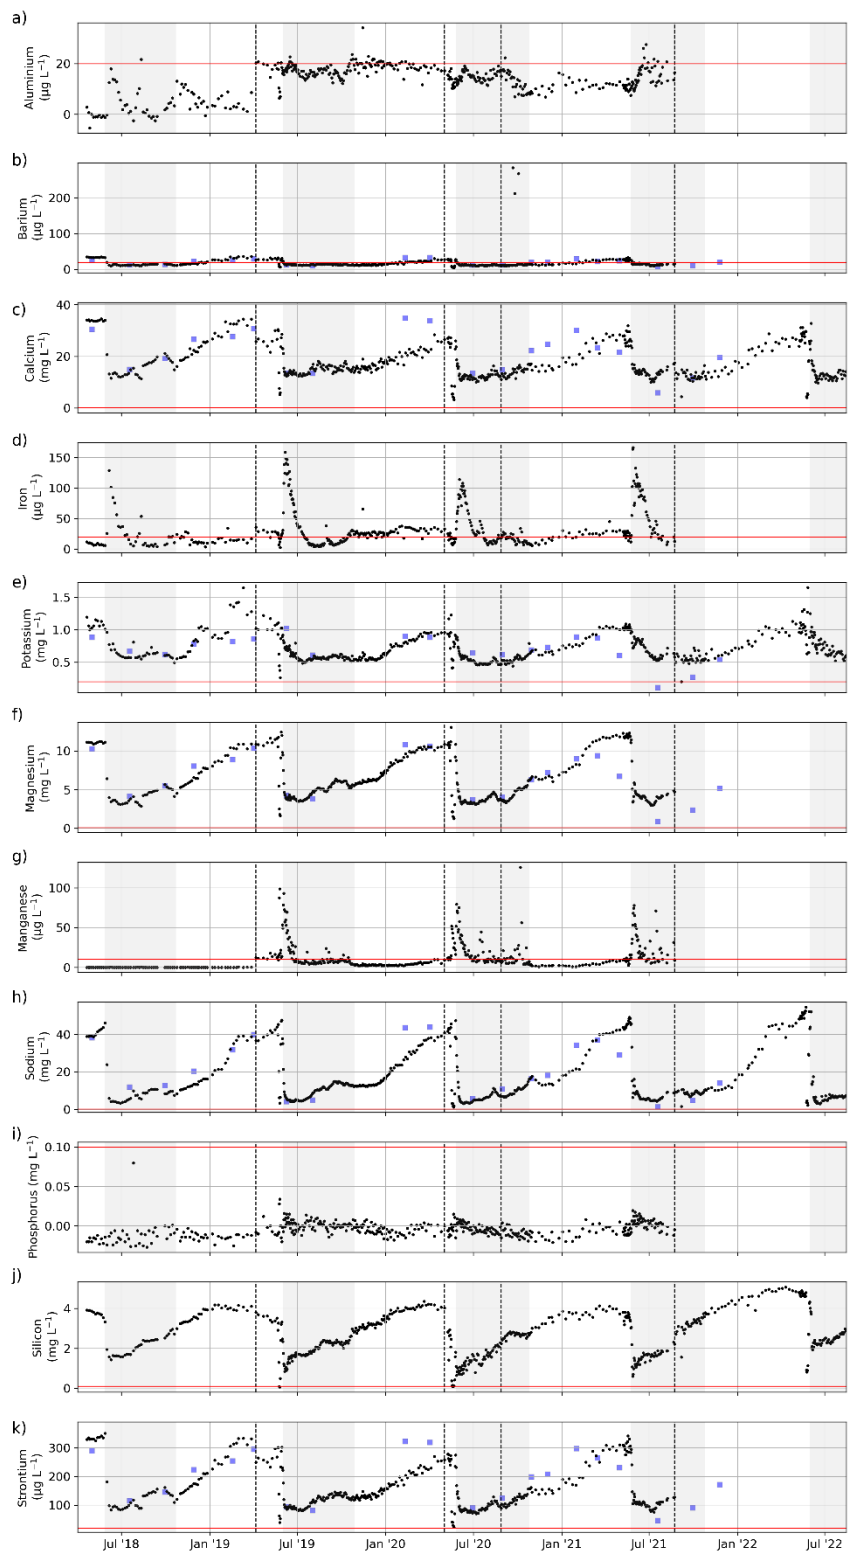 a)
Aluminium
(µg L⁻¹)
20
0
b)
Barium
(µg L⁻¹)
200
100
0
c)
Calcium
(mg L⁻¹)
40
20
0
d)
Iron
(µg L⁻¹)
150
100
50
0
e)
Potassium
(mg L⁻¹)
1.5
1.0
0.5
f)
Magnesium
(mg L⁻¹)
10
5
0
g)
Manganese
(µg L⁻¹)
100
50
0
h)
Sodium
(mg L⁻¹)
40
20
0
i)
Phosphorus (mg L⁻¹)
0.10
0.05
0.00
j)
Silicon
(mg L⁻¹)
4
2
0
k)
Strontium
(µg L⁻¹)
300
200
100
Jul '18 Jan '19 Jul '19 Jan '20 Jul '20 Jan '21 Jul '21 Jan '22 Jul '22